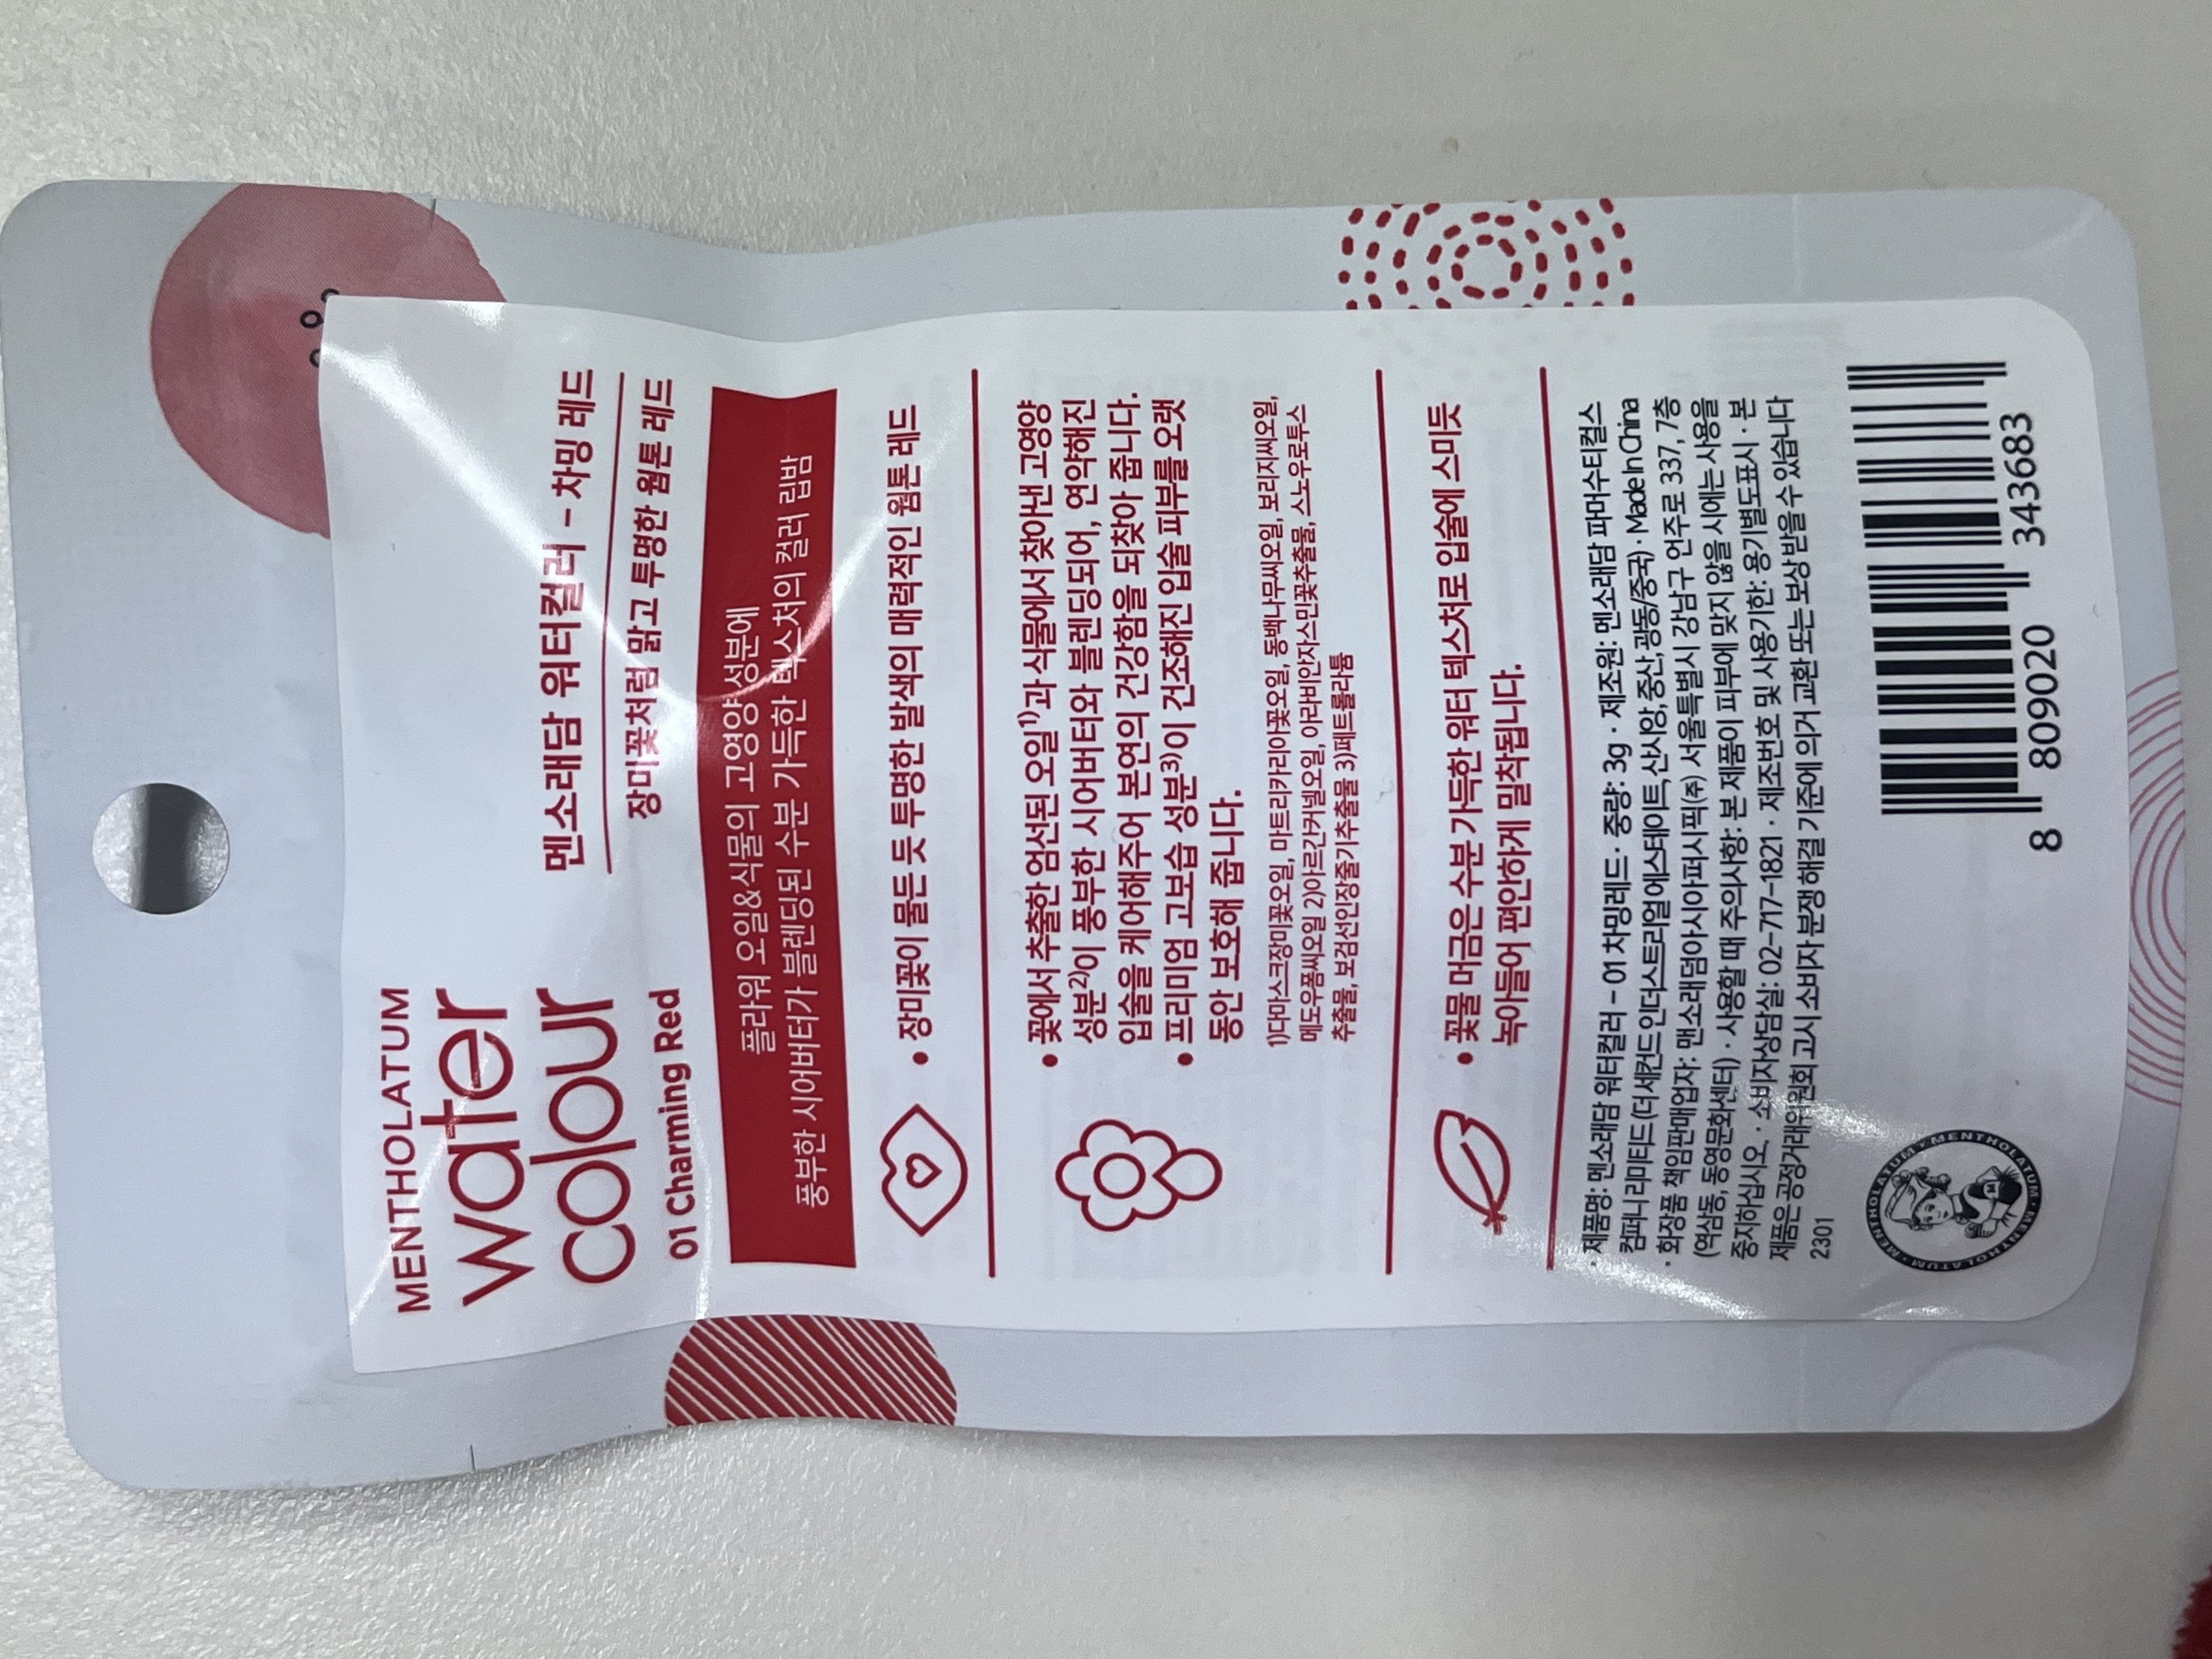 MENTHOLATUM
water
colour
01 Charming Red
멘소래담 워터컬러 – 차밍 레드
장미꽃처럼 맑고 투명한 웜톤 레드
플라워 오일&식물의 고영양 성분에
풍부한 시어버터가 블렌딩된 수분 가득한 텍스처의 컬러 립밤
• 장미꽃이 물든 듯 투명한 발색의 매력적인 웜톤 레드
• 꽃에서 추출한 엄선된 오일1)과 식물에서 찾아낸 고영양
성분2)이 풍부한 시어버터와 블렌딩되어, 연약해진
입술을 케어해주어 본연의 건강함을 되찾아 줍니다.
• 프리미엄 고보습 성분3)이 건조해진 입술 피부를 오랫
동안 보호해 줍니다.
1)다마스크장미꽃오일, 마트리카리아꽃오일, 동백나무씨오일, 보리지씨오일,
메도우폼씨오일 2)아르간커넬오일, 아라비안자스민꽃추출물, 스노우로투스
추출물, 보검선인장줄기추출물 3)페트롤라툼
• 꽃물 머금은 수분 가득한 워터 텍스처로 입술에 스미듯
녹아들어 편안하게 밀착됩니다.
· 제품명: 멘소래담 워터컬러 – 01 차밍레드 · 중량: 3g · 제조원: 멘소래담 파머수티컬스
컴퍼니 리미티드 (더 세컨드 인더스트리얼 에스테이트, 산시앙, 중산, 광동/중국) · Made In China
· 화장품 책임판매업자: 맨소래덤아시아퍼시픽(주) 서울특별시 강남구 언주로 337, 7층
(역삼동, 동영문화센터) · 사용할 때 주의사항: 본 제품이 피부에 맞지 않을 시에는 사용을
중지하십시오. · 소비자상담실: 02-717-1821 · 제조번호 및 사용기한: 용기별도표시 · 본
제품은 공정거래위원회 고시 소비자 분쟁 해결 기준에 의거 교환 또는 보상 받을 수 있습니다
2301
MENTHOLATUM · MENTHOLATUM · MENTHOLATUM
8 809020 343683